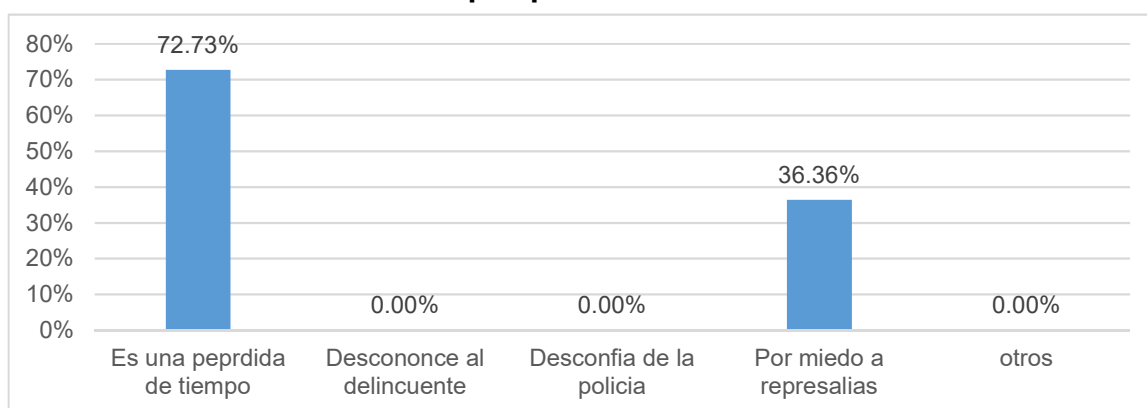 80%
72.73%
70%
60%
50%
40%
36.36%
30%
20%
10%
0.00%
0.00%
0.00%
0%
Es una peprdida
de tiempo
Descononce al
delincuente
Desconfia de la
policia
Por miedo a
represalias
otros